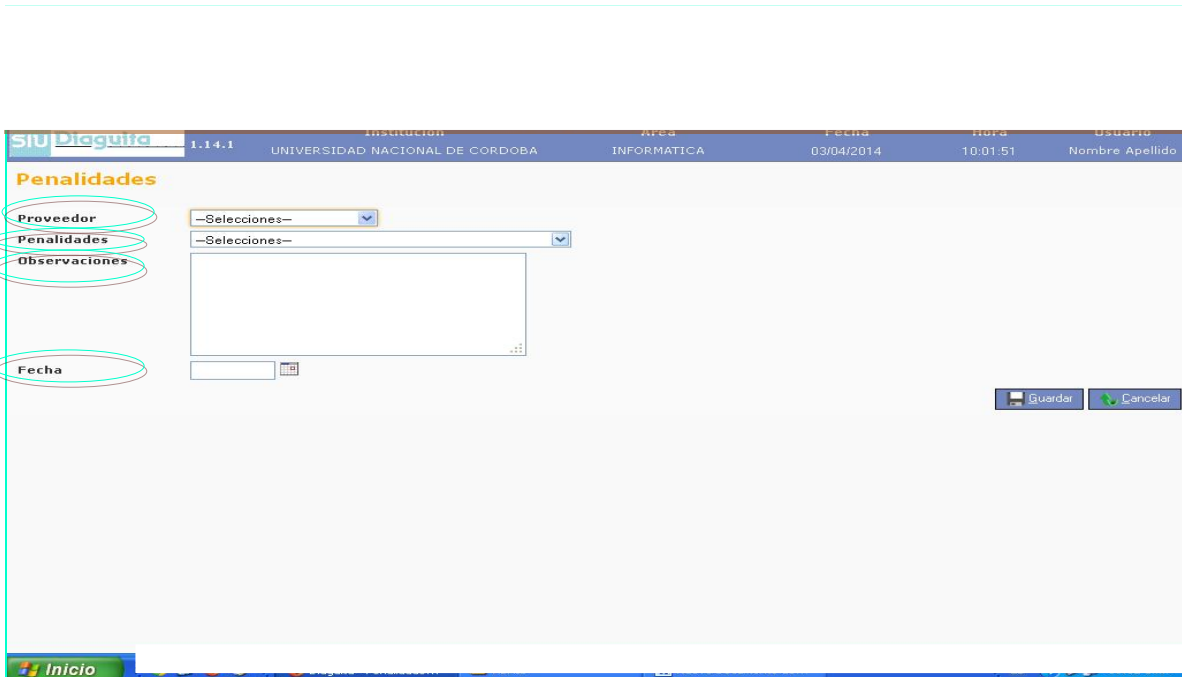 SIU Diaguita 1.14.1
Institución Area Fecha Hora Usuario
UNIVERSIDAD NACIONAL DE CORDOBA INFORMATICA 03/04/2014 10:01:51 Nombre Apellido
Penalidades
Proveedor —Selecciones—
Penalidades —Selecciones—
Observaciones
Fecha
Guardar Cancelar
Inicio